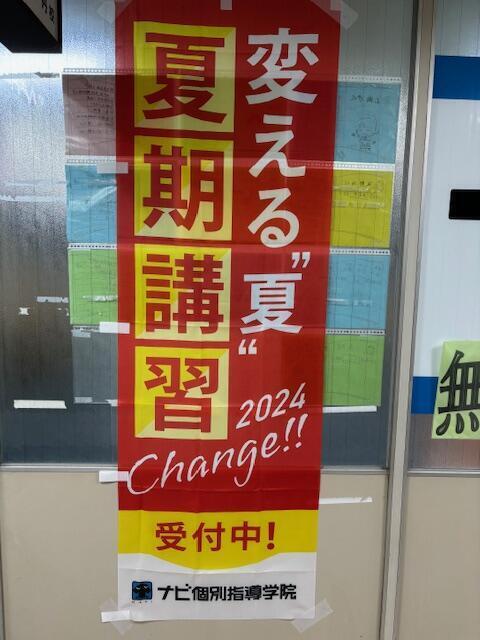 変える"夏"
夏期講習
2024
Change!!
受付中!
ナビ個別指導学院
無